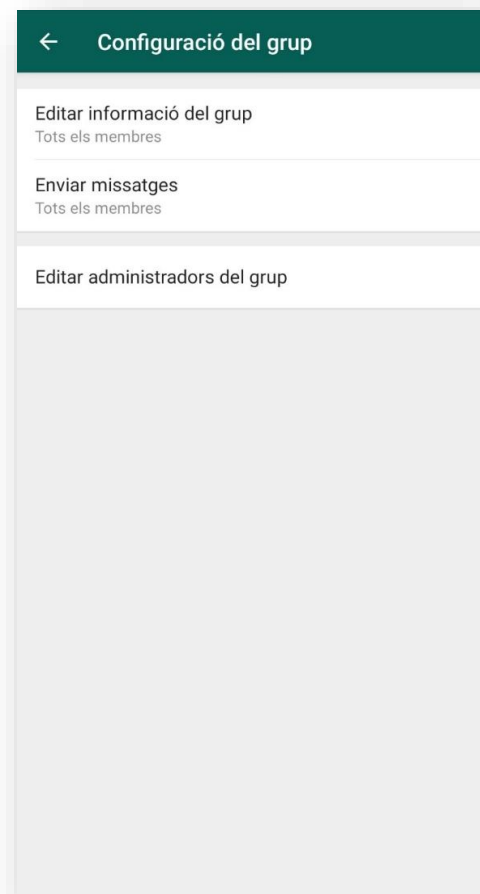 Configuració del grup
Editar informació del grup
Tots els membres
Enviar missatges
Tots els membres
Editar administradors del grup